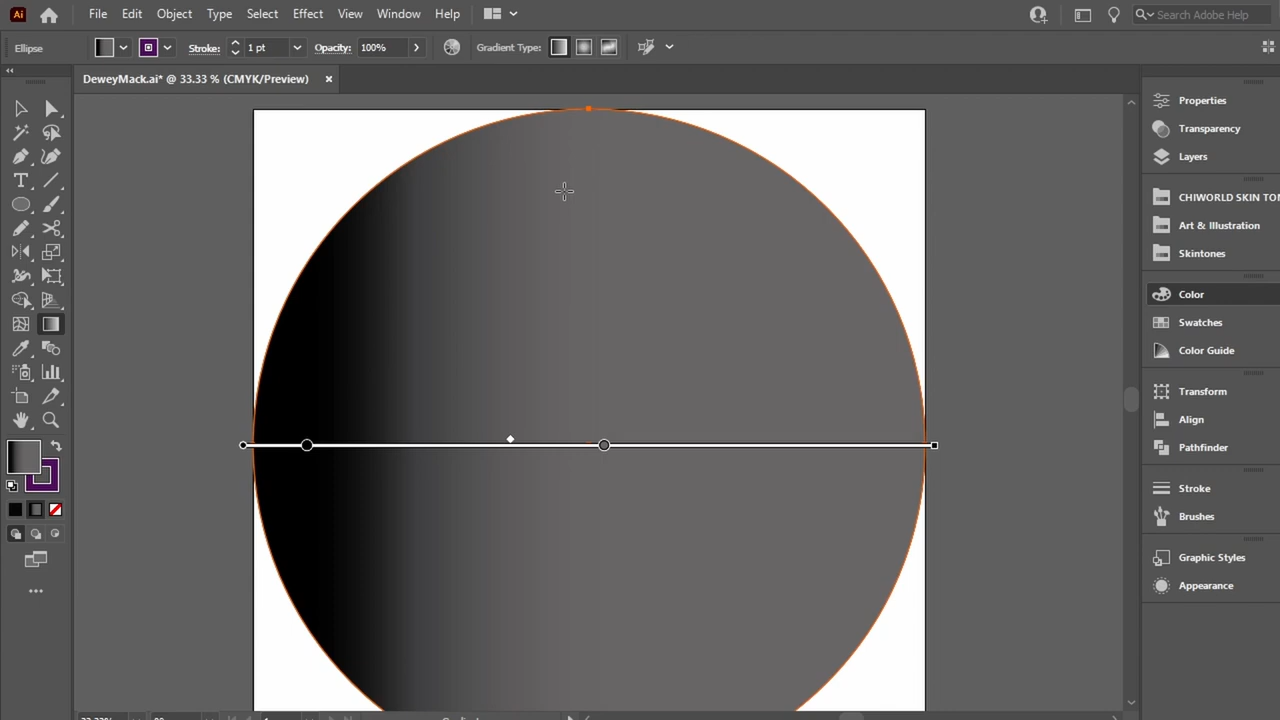 Ai File Edit Object Type Select Effect View Window Help Search Adobe Help
Ellipse Stroke: 1 pt Opacity: 100% Gradient Type:
DeweyMack.ai* @ 33.33 % (CMYK/Preview) ×
T
Properties
Transparency
Layers
CHIWORLD SKIN TON
Art & Illustration
Skintones
Color
Swatches
Color Guide
Transform
Align
Pathfinder
Stroke
Brushes
Graphic Styles
Appearance